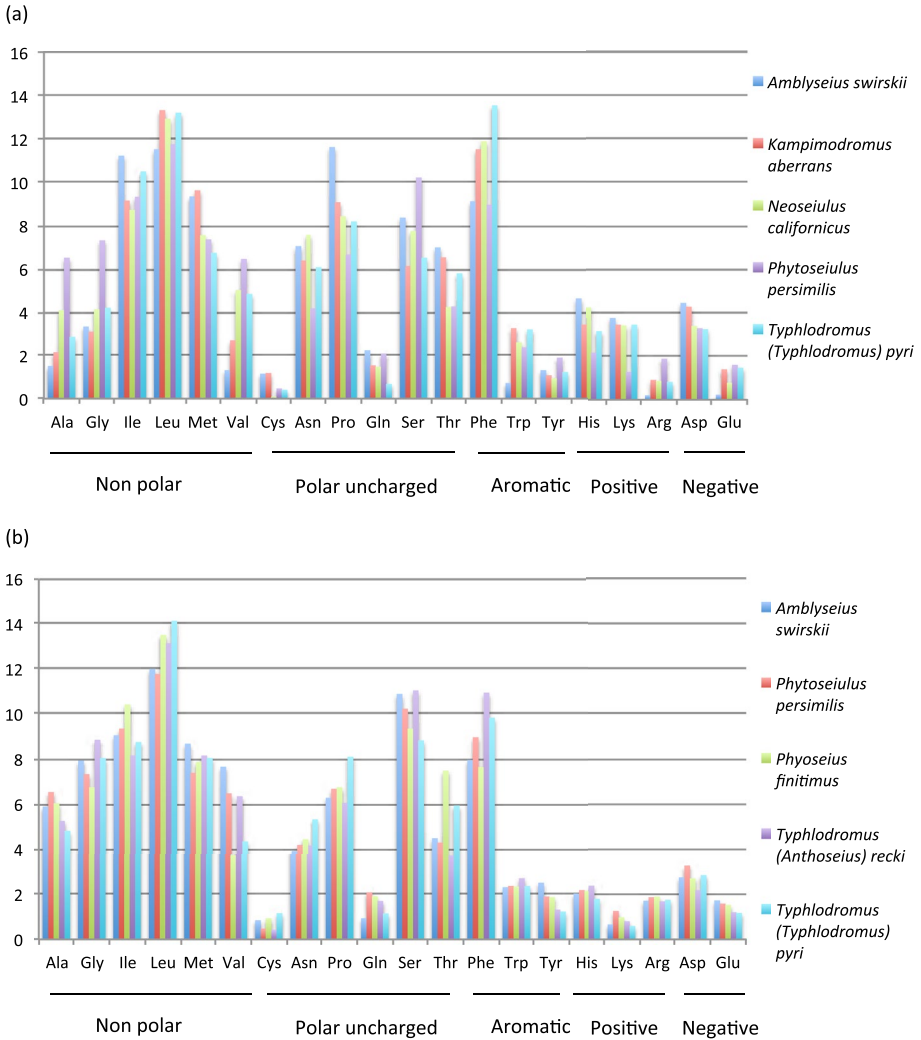 (a)
16
14
12
10
8
6
4
2
0
Ala Gly Ile Leu Met Val Cys Asn Pro Gln Ser Thr Phe Trp Tyr His Lys Arg Asp Glu
Non polar Polar uncharged Aromatic Positive Negative
Amblyseius swirskii
Kampimodromus
aberrans
Neoseiulus
californicus
Phytoseiulus
persimilis
Typhlodromus
(Typhlodromus) pyri
(b)
16
14
12
10
8
6
4
2
0
Ala Gly Ile Leu Met Val Cys Asn Pro Gln Ser Thr Phe Trp Tyr His Lys Arg Asp Glu
Non polar Polar uncharged Aromatic Positive Negative
Amblyseius
swirskii
Phytoseiulus
persimilis
Phyoseius
finitimus
Typhlodromus
(Anthoseius) recki
Typhlodromus
(Typhlodromus)
pyri